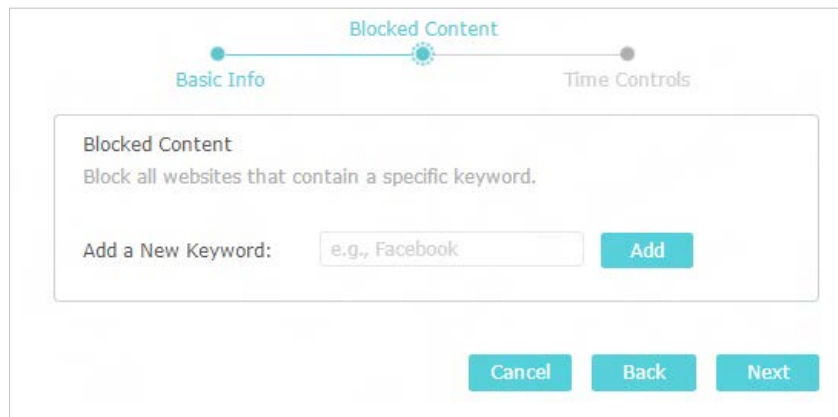 Blocked Content
Basic Info
Time Controls
Blocked Content
Block all websites that contain a specific keyword.
Add a New Keyword:
e.g., Facebook
Add
Cancel
Back
Next